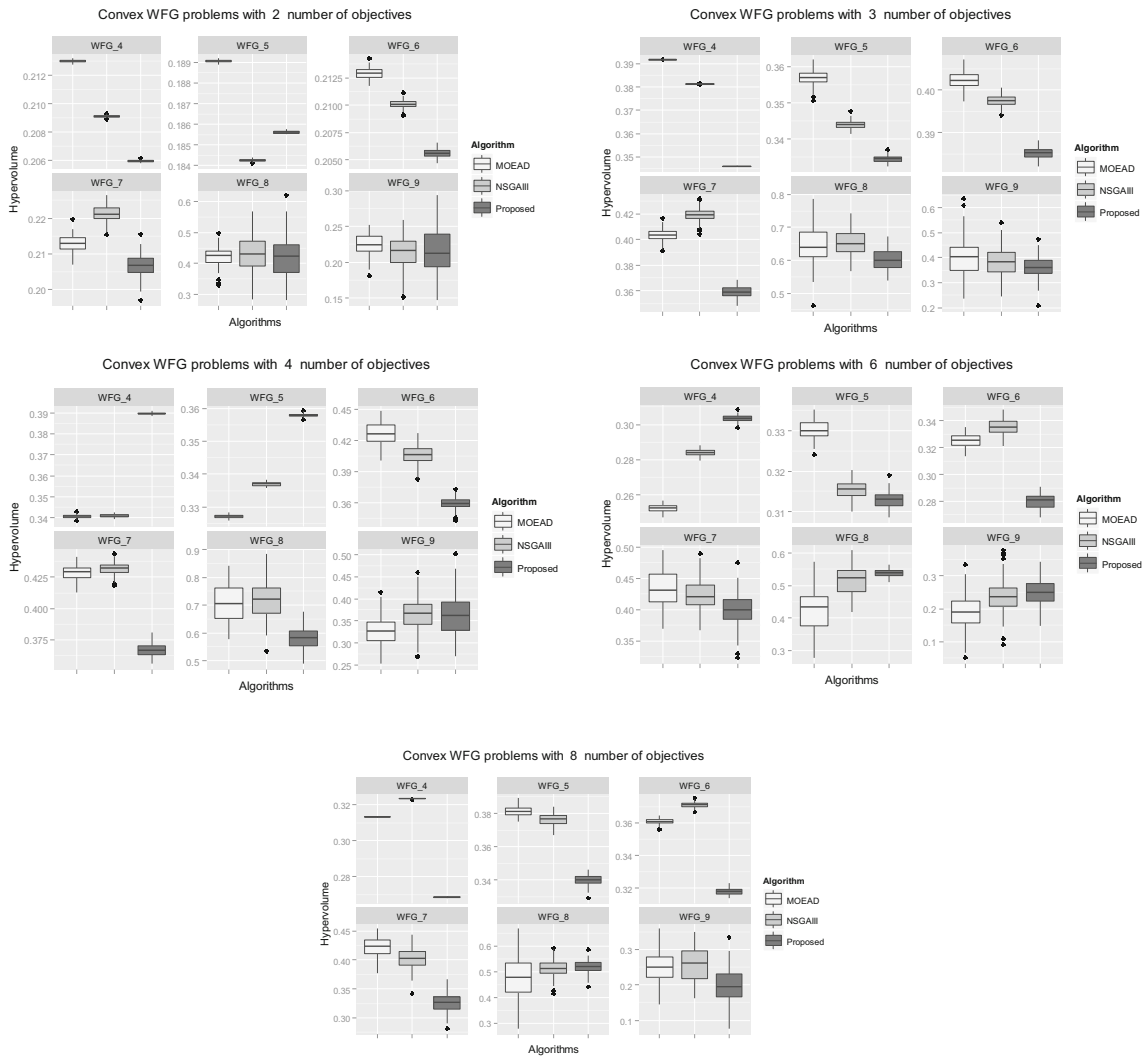 Convex WFG problems with 2 number of objectives
WFG_4 WFG_5 WFG_6
0.212
0.210
0.208
0.206
0.189
0.188
0.187
0.186
0.185
0.184
0.2125
0.2100
0.2075
0.2050
WFG_7 WFG_8 WFG_9
0.22
0.21
0.20
0.5
0.4
0.3
0.30
0.25
0.20
0.15
Hypervolume
Algorithms
Algorithm
MOEAD
NSGAIII
Proposed
Convex WFG problems with 3 number of objectives
WFG_4 WFG_5 WFG_6
0.39
0.38
0.37
0.36
0.35
0.36
0.35
0.34
0.40
0.385
WFG_7 WFG_8 WFG_9
0.42
0.40
0.38
0.36
0.8
0.7
0.6
0.5
0.6
0.5
0.4
0.3
0.2
Hypervolume
Algorithms
Algorithm
MOEAD
NSGAIII
Proposed
Convex WFG problems with 4 number of objectives
WFG_4 WFG_5 WFG_6
0.39
0.38
0.37
0.36
0.35
0.34
0.36
0.35
0.34
0.33
0.45
0.42
0.39
0.36
WFG_7 WFG_8 WFG_9
0.425
0.400
0.375
0.9
0.8
0.7
0.6
0.5
0.50
0.45
0.40
0.35
0.30
0.25
Hypervolume
Algorithms
Algorithm
MOEAD
NSGAIII
Proposed
Convex WFG problems with 6 number of objectives
WFG_4 WFG_5 WFG_6
0.30
0.28
0.26
0.33
0.32
0.31
0.34
0.32
0.30
0.28
WFG_7 WFG_8 WFG_9
0.50
0.45
0.40
0.35
0.6
0.5
0.4
0.3
0.3
0.2
0.1
Hypervolume
Algorithms
Algorithm
MOEAD
NSGAIII
Proposed
Convex WFG problems with 8 number of objectives
WFG_4 WFG_5 WFG_6
0.32
0.30
0.28
0.38
0.36
0.34
0.36
0.34
0.32
WFG_7 WFG_8 WFG_9
0.45
0.40
0.35
0.30
0.6
0.5
0.4
0.3
0.3
0.2
0.1
Hypervolume
Algorithms
Algorithm
MOEAD
NSGAIII
Proposed